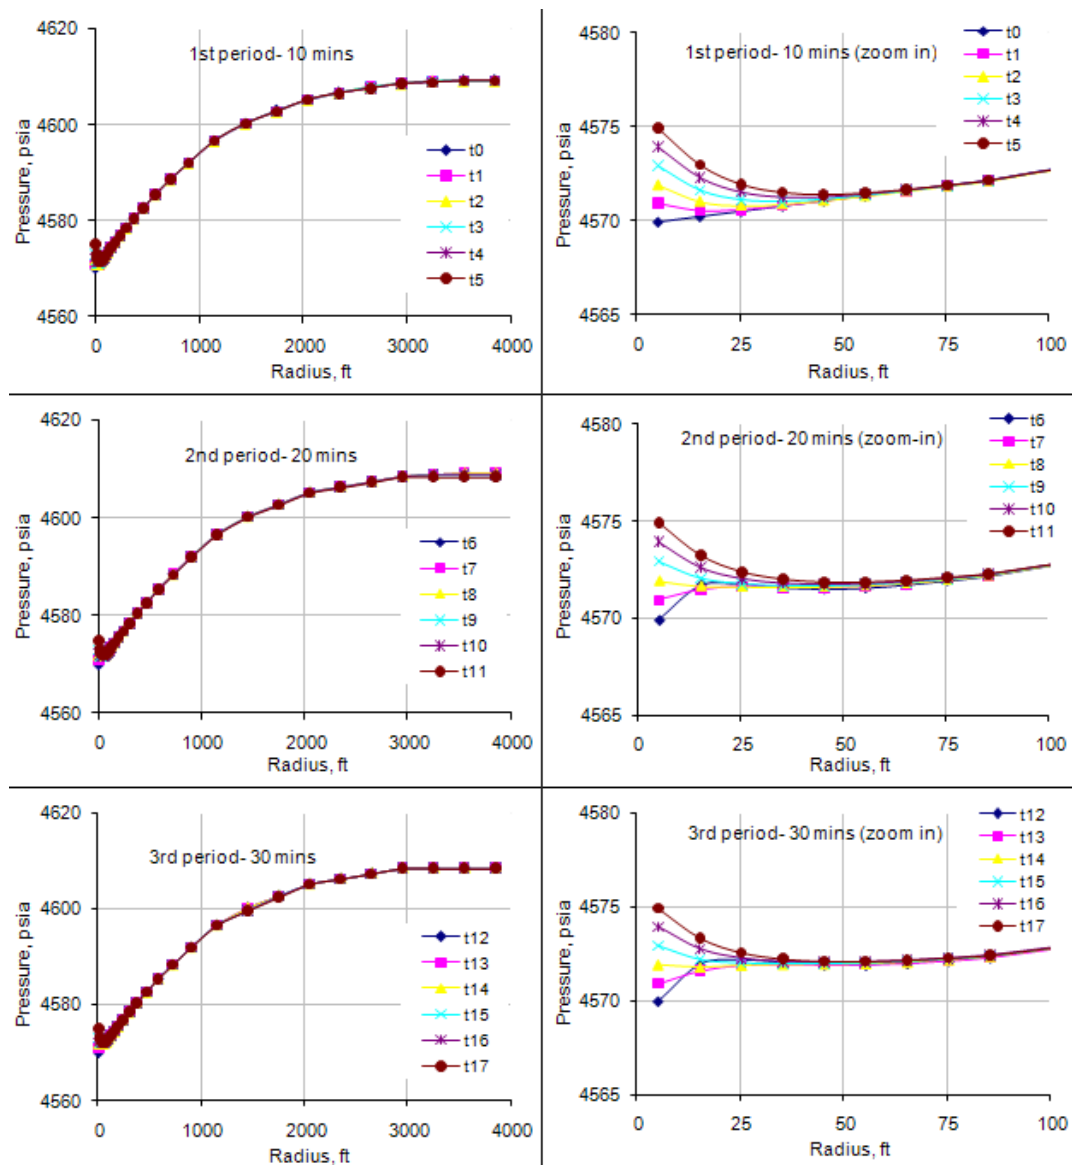 4620
4600
4580
4560
Pressure, psia
1st period- 10 mins
t0
t1
t2
t3
t4
t5
0 1000 2000 3000 4000
Radius, ft
4580
4575
4570
4565
Pressure, psia
1st period- 10 mins (zoom in)
t0
t1
t2
t3
t4
t5
0 25 50 75 100
Radius, ft
4620
4600
4580
4560
Pressure, psia
2nd period- 20 mins
t6
t7
t8
t9
t10
t11
0 1000 2000 3000 4000
Radius, ft
4580
4575
4570
4565
Pressure, psia
2nd period- 20 mins (zoom-in)
t6
t7
t8
t9
t10
t11
0 25 50 75 100
Radius, ft
4620
4600
4580
4560
Pressure, psia
3rd period- 30 mins
t12
t13
t14
t15
t16
t17
0 1000 2000 3000 4000
Radius, ft
4580
4575
4570
4565
Pressure, psia
3rd period- 30 mins (zoom in)
t12
t13
t14
t15
t16
t17
0 25 50 75 100
Radius, ft